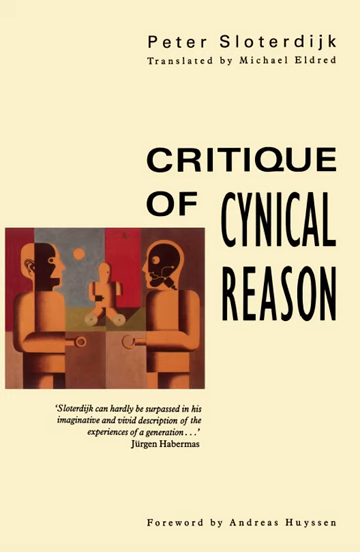 Peter Sloterdijk
Translated by Michael Eldred
CRITIQUE
OF CYNICAL
REASON
'Sloterdijk can hardly be surpassed in his
imaginative and vivid description of the
experiences of a generation . . .'
Jürgen Habermas
Foreword by Andreas Huyssen